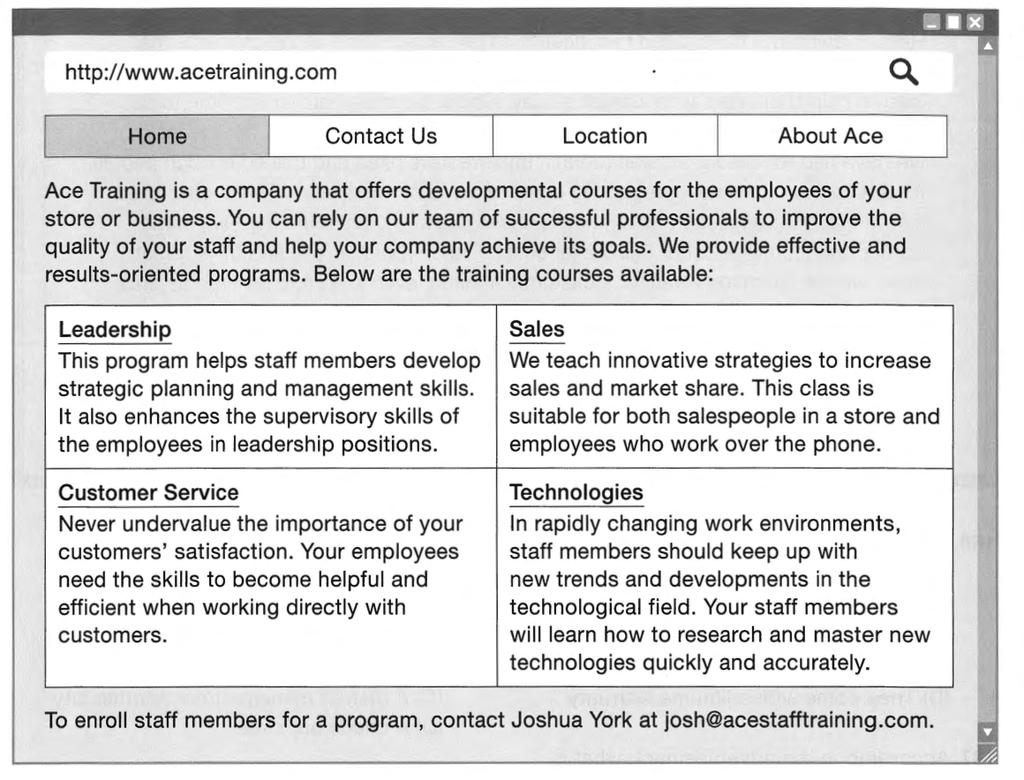 http://www.acetraining.com
Home Contact Us Location About Ace
Ace Training is a company that offers developmental courses for the employees of your
store or business. You can rely on our team of successful professionals to improve the
quality of your staff and help your company achieve its goals. We provide effective and
results-oriented programs. Below are the training courses available:
Leadership
This program helps staff members develop
strategic planning and management skills.
It also enhances the supervisory skills of
the employees in leadership positions.
Sales
We teach innovative strategies to increase
sales and market share. This class is
suitable for both salespeople in a store and
employees who work over the phone.
Customer Service
Never undervalue the importance of your
customers' satisfaction. Your employees
need the skills to become helpful and
efficient when working directly with
customers.
Technologies
In rapidly changing work environments,
staff members should keep up with
new trends and developments in the
technological field. Your staff members
will learn how to research and master new
technologies quickly and accurately.
To enroll staff members for a program, contact Joshua York at josh@acestafftraining.com.